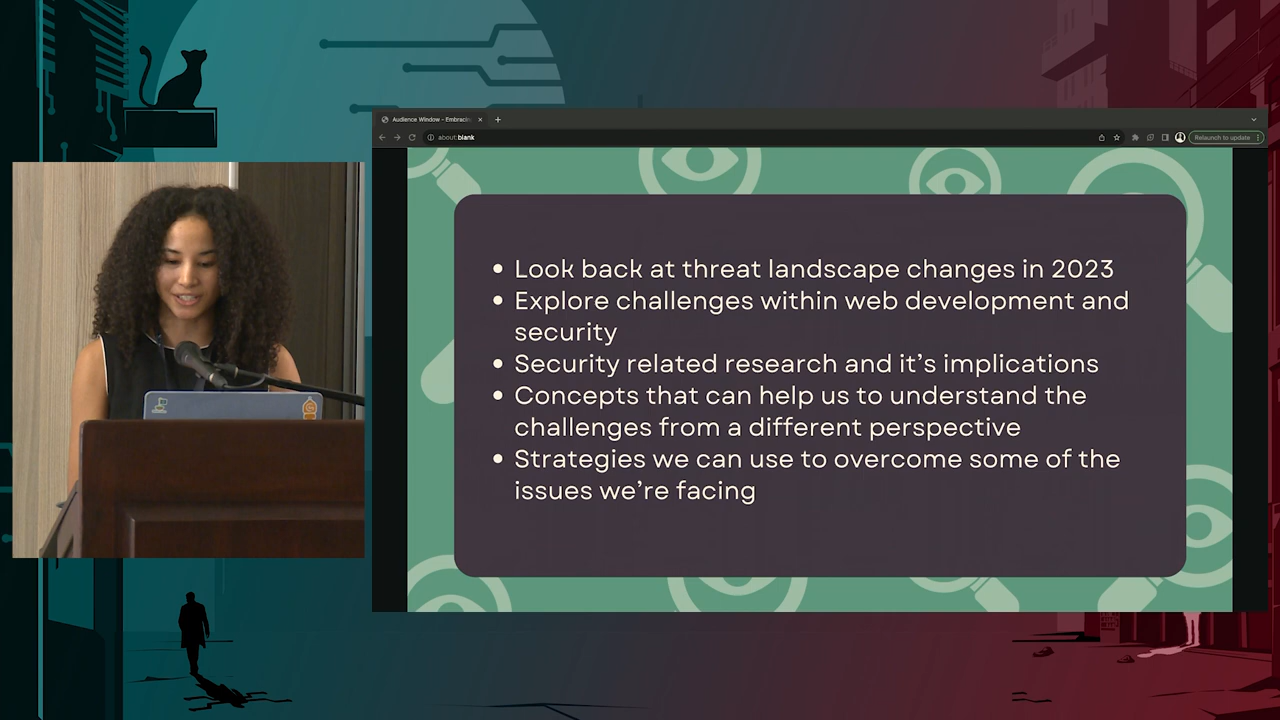 Audience Window - Embracin
about:blank
Relaunch to update
Look back at threat landscape changes in 2023
Explore challenges within web development and
security
Security related research and it's implications
Concepts that can help us to understand the
challenges from a different perspective
Strategies we can use to overcome some of the
issues we're facing